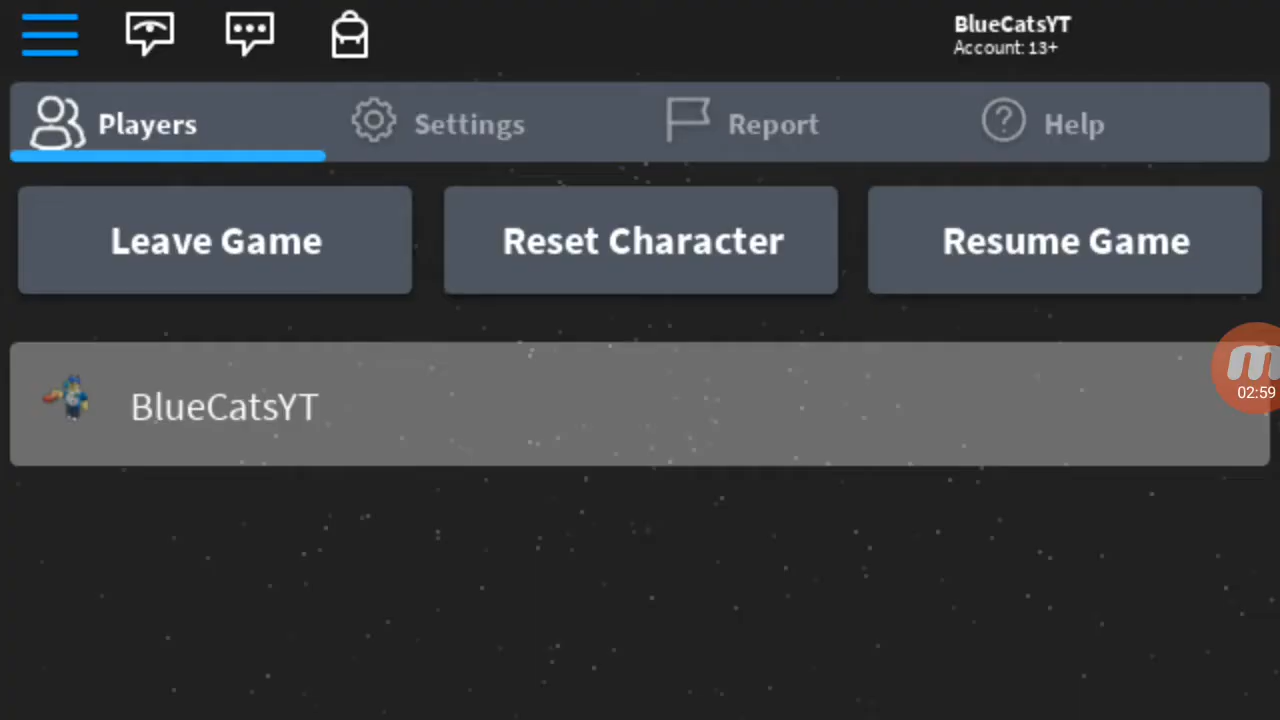 BlueCatsYT
Account: 13+
Players
Settings
Report
Help
Leave Game
Reset Character
Resume Game
BlueCatsYT
02:59